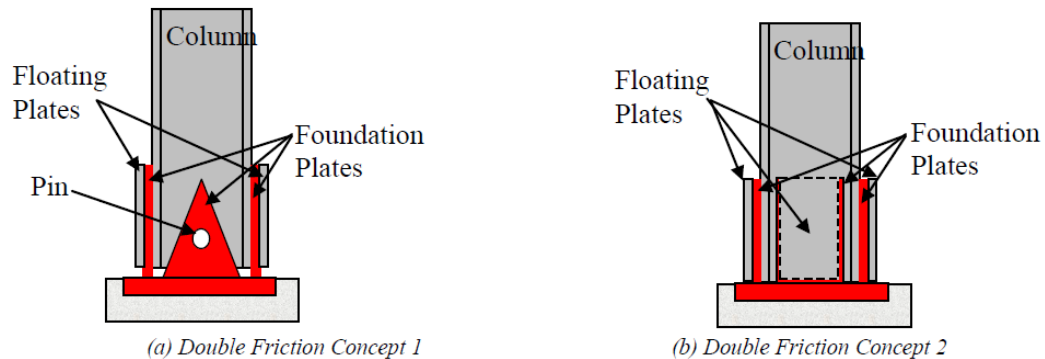 Column
Floating
Plates
Foundation
Plates
Pin
(a) Double Friction Concept 1
Column
Floating
Plates
Foundation
Plates
(b) Double Friction Concept 2